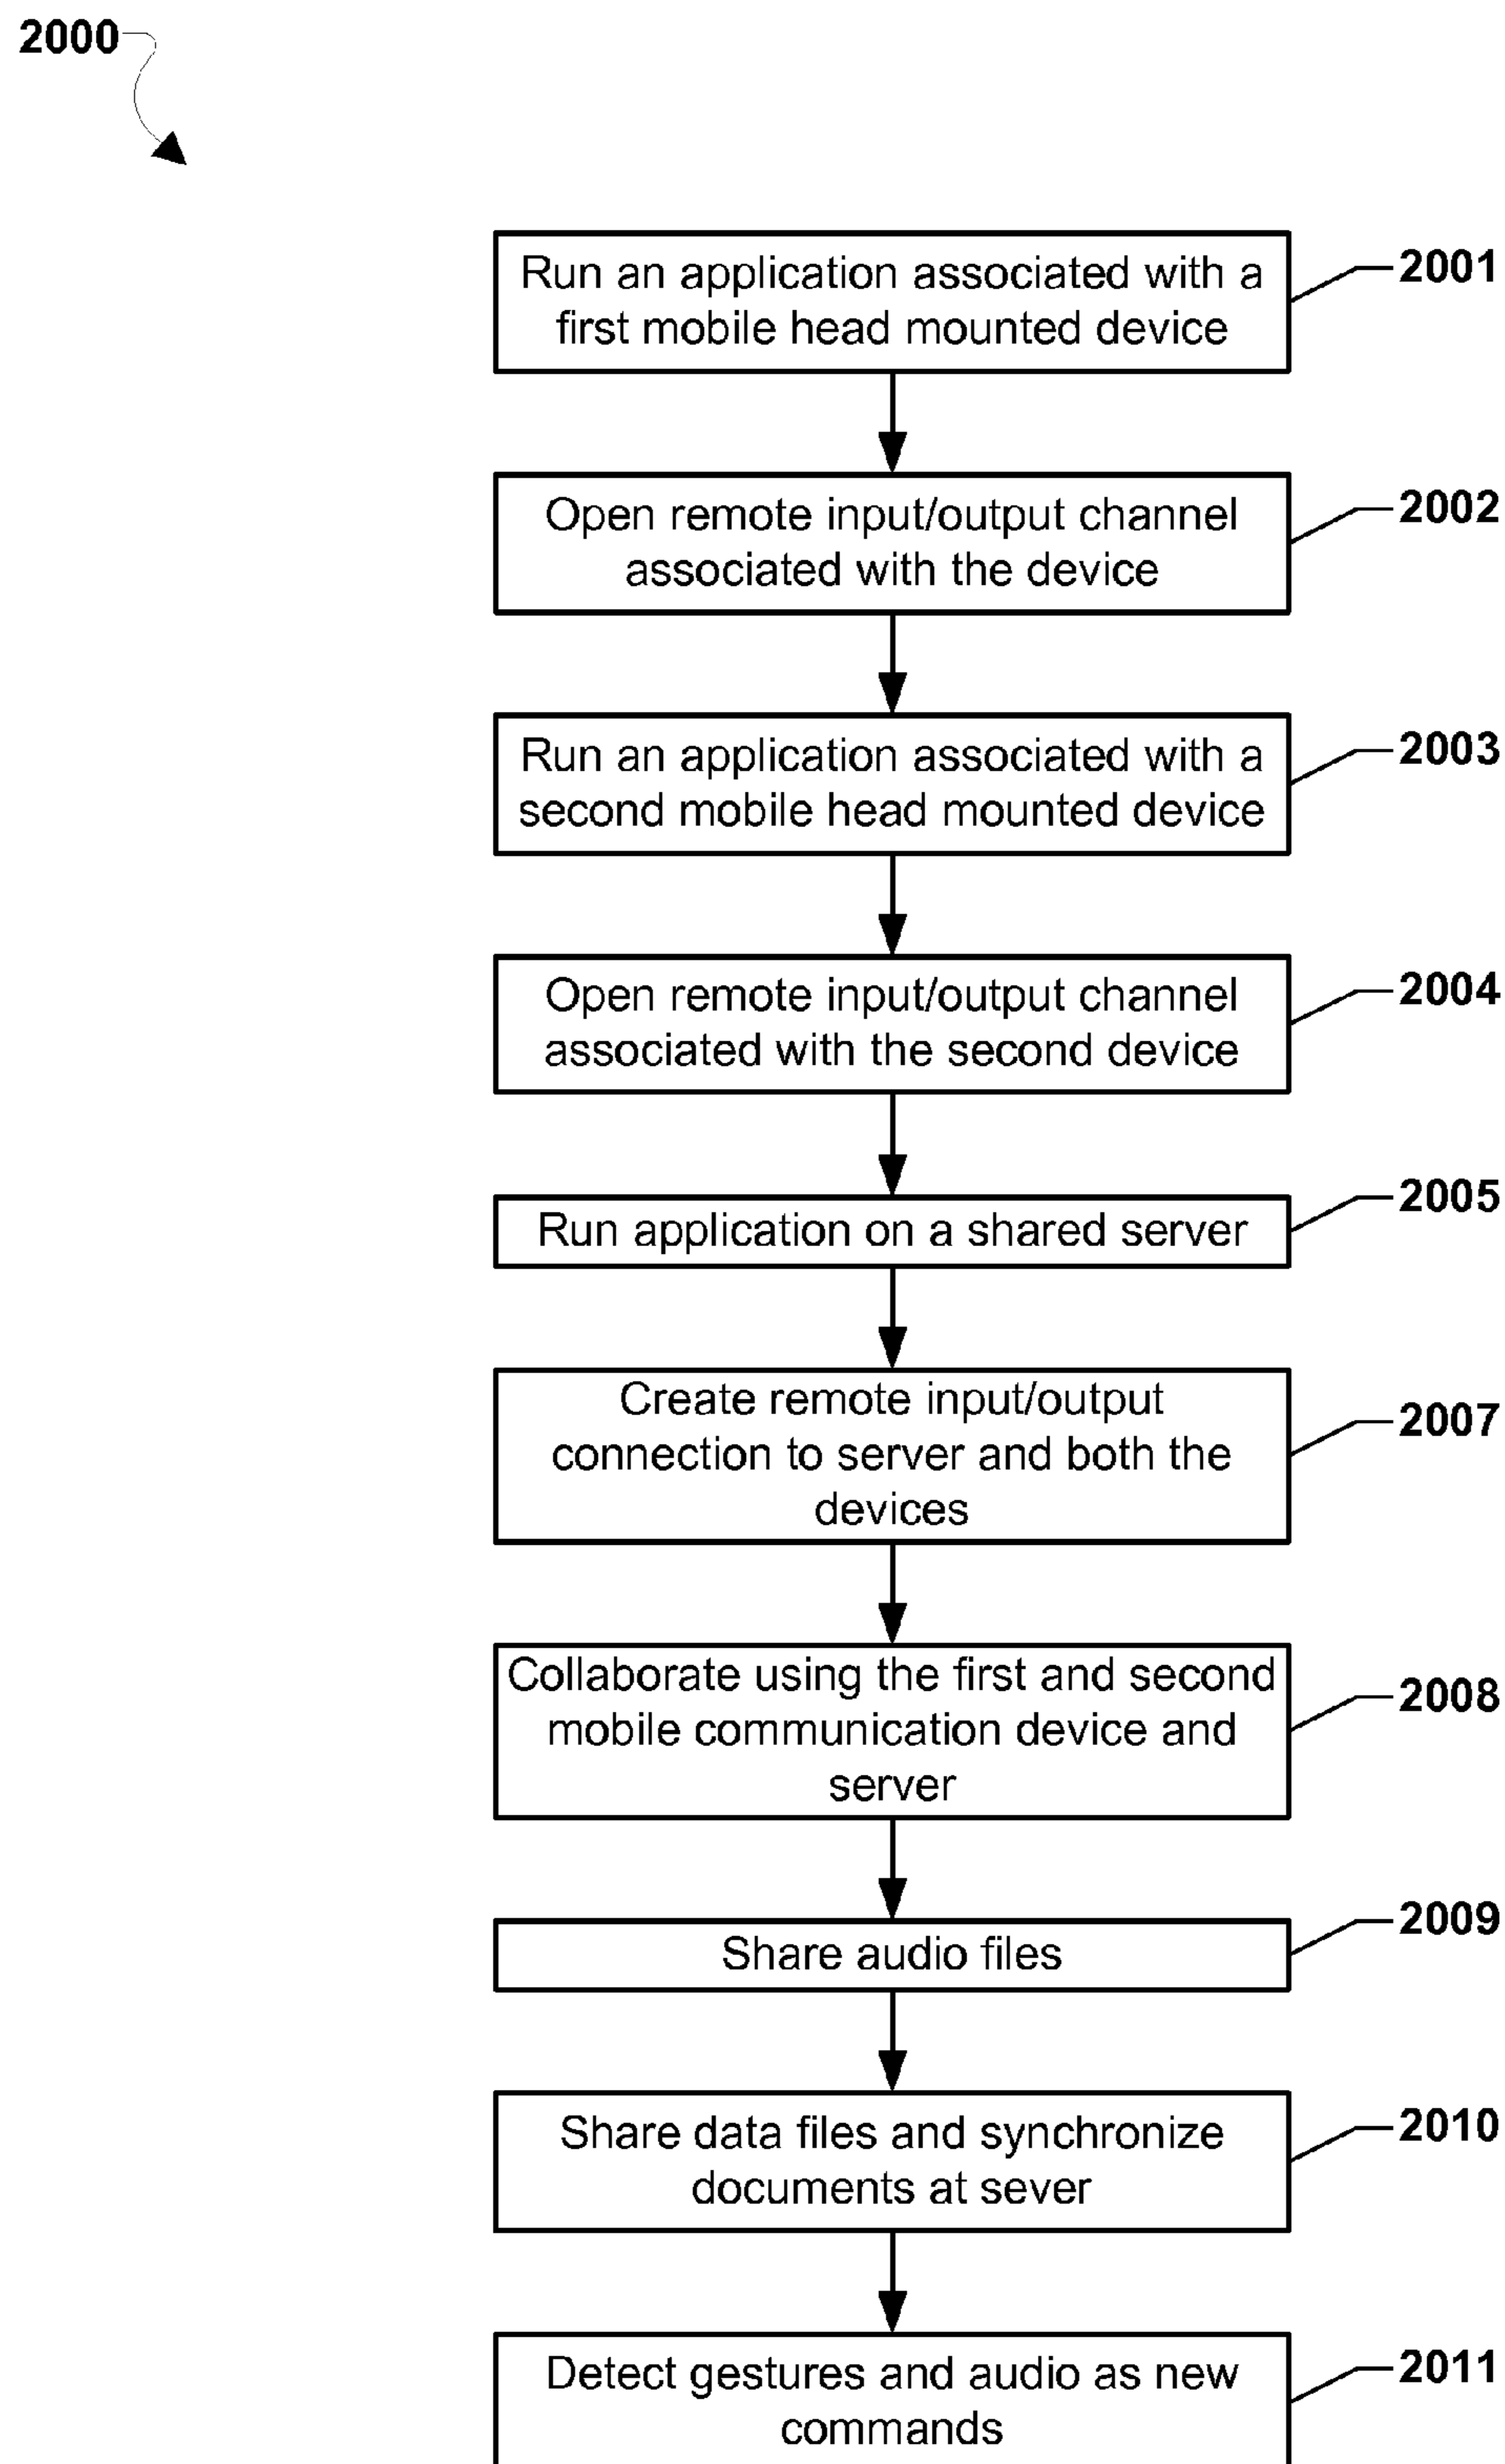 2000
Run an application associated with a
first mobile head mounted device
2001
Open remote input/output channel
associated with the device
2002
Run an application associated with a
second mobile head mounted device
2003
Open remote input/output channel
associated with the second device
2004
Run application on a shared server
2005
Create remote input/output
connection to server and both the
devices
2007
Collaborate using the first and second
mobile communication device and
server
2008
Share audio files
2009
Share data files and synchronize
documents at sever
2010
Detect gestures and audio as new
commands
2011